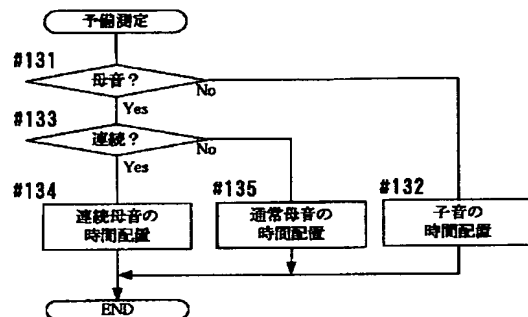 予備測定
#131
母音？
No
Yes
#133
連続？
No
Yes
#134
#135
#132
連続母音の
時間配置
通常母音の
時間配置
子音の
時間配置
END